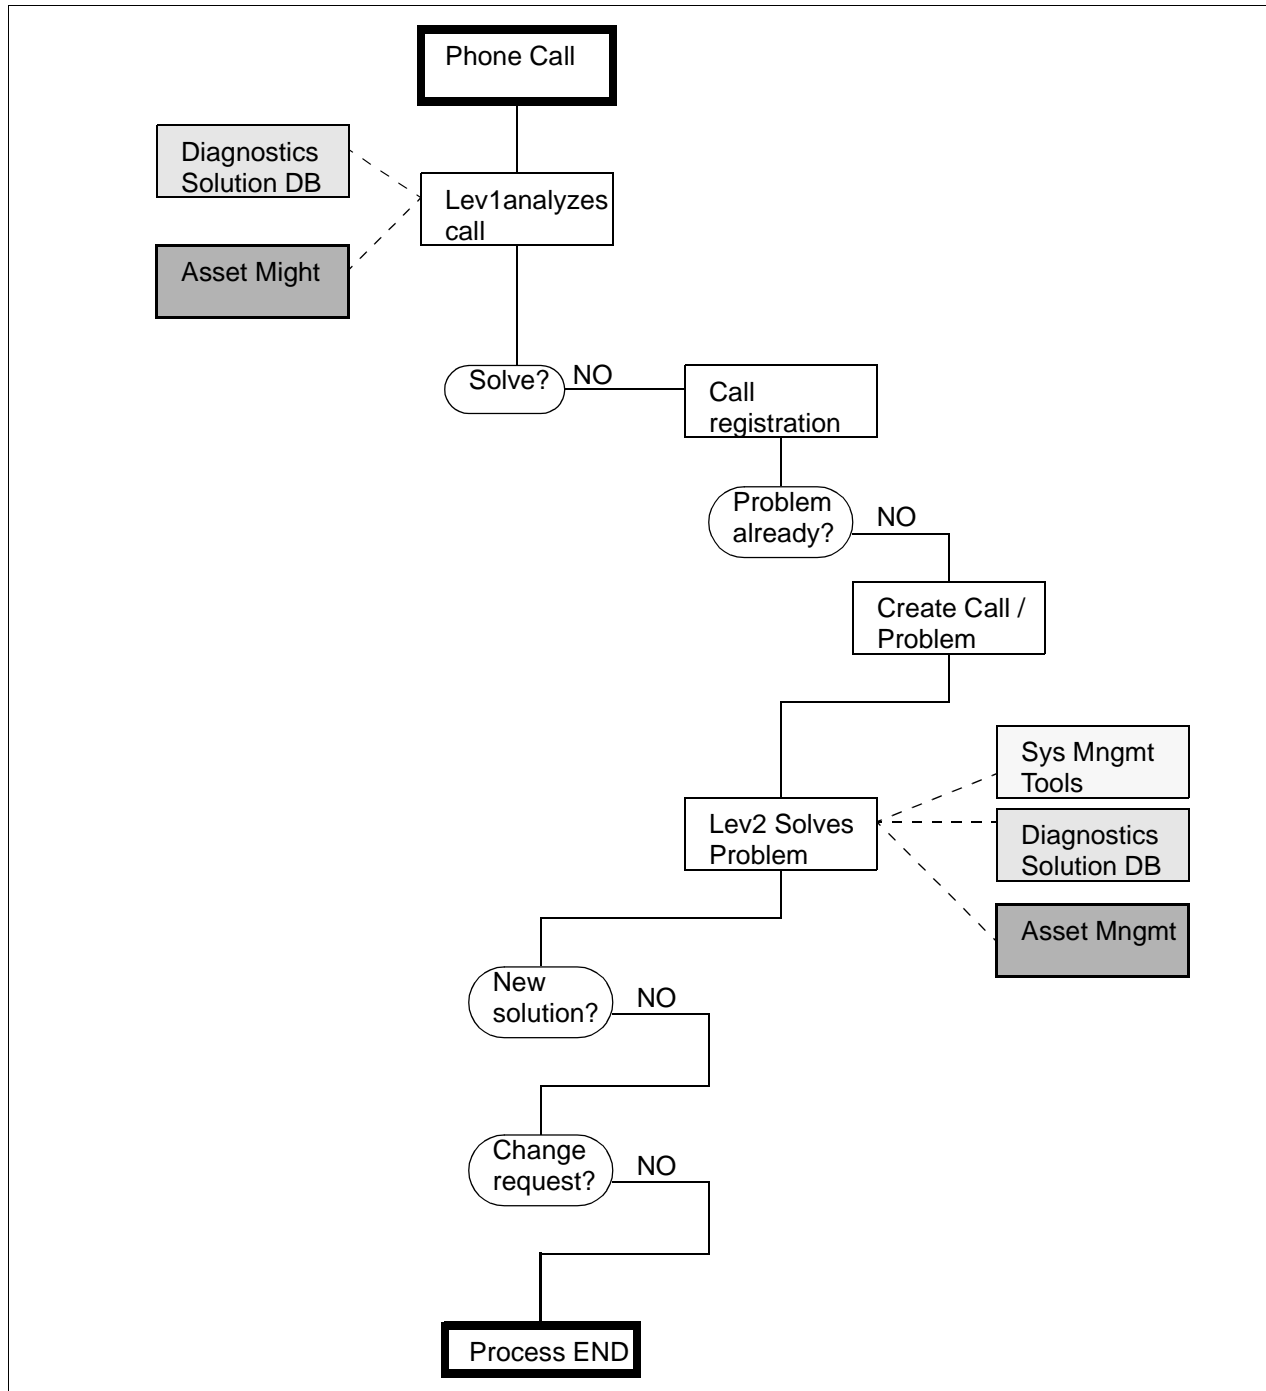 Phone Call
Diagnostics
Solution DB
Lev1analyzes
call
Asset Might
Solve?
NO
Call
registration
Problem
already?
NO
Create Call /
Problem
Sys Mngmt
Tools
Lev2 Solves
Problem
Diagnostics
Solution DB
Asset Mngmt
New
solution?
NO
Change
request?
NO
Process END